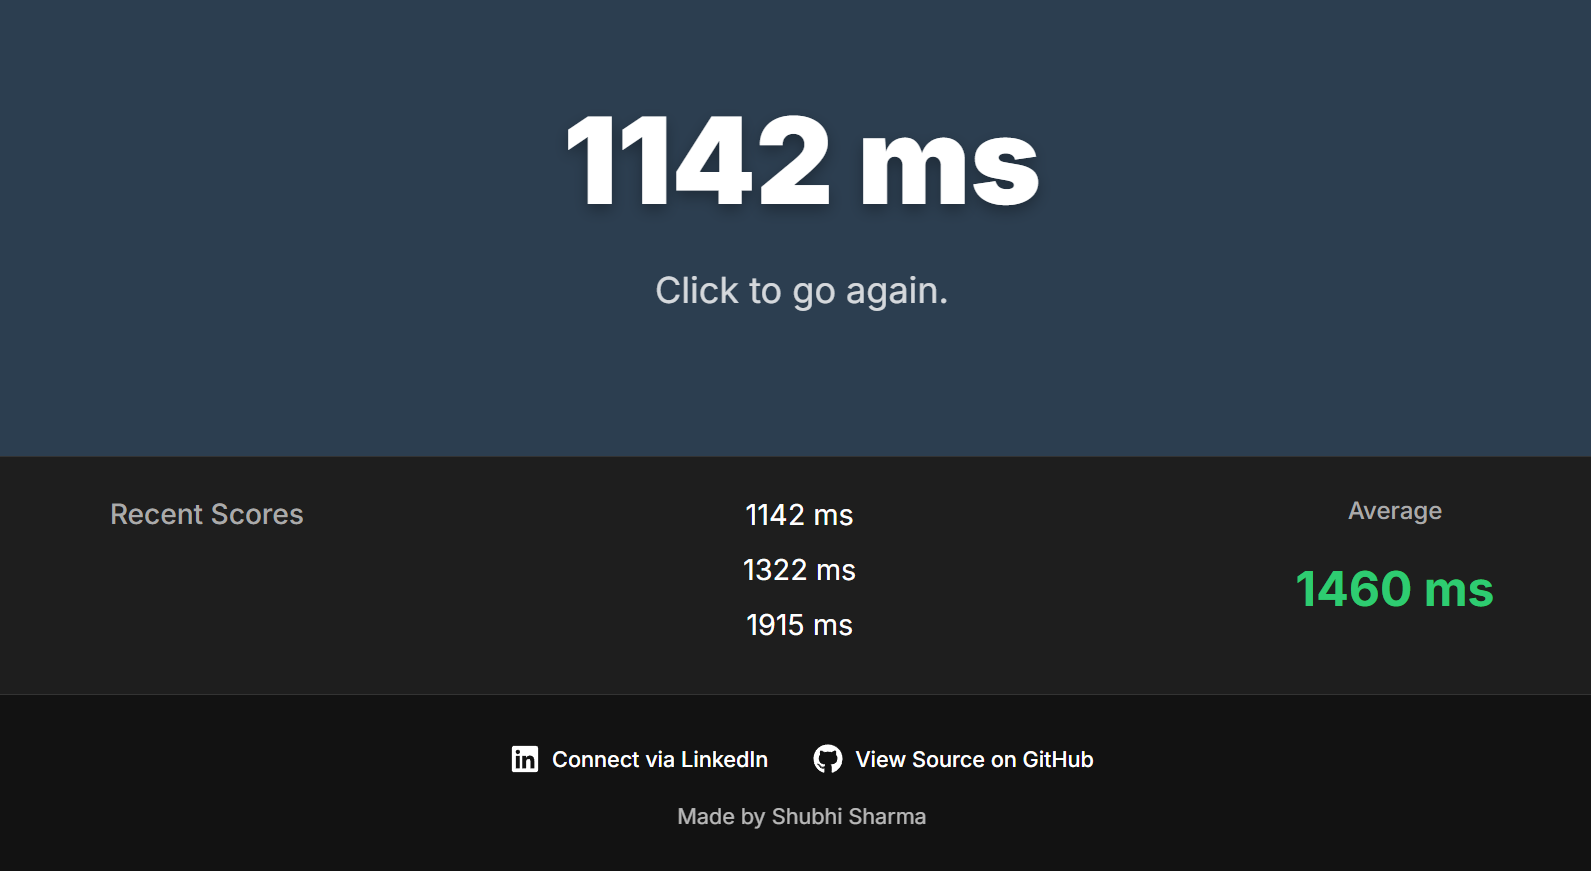 1142 ms
Click to go again.
Recent Scores
1142 ms
1322 ms
1915 ms
Average
1460 ms
Connect via LinkedIn
View Source on GitHub
Made by Shubhi Sharma